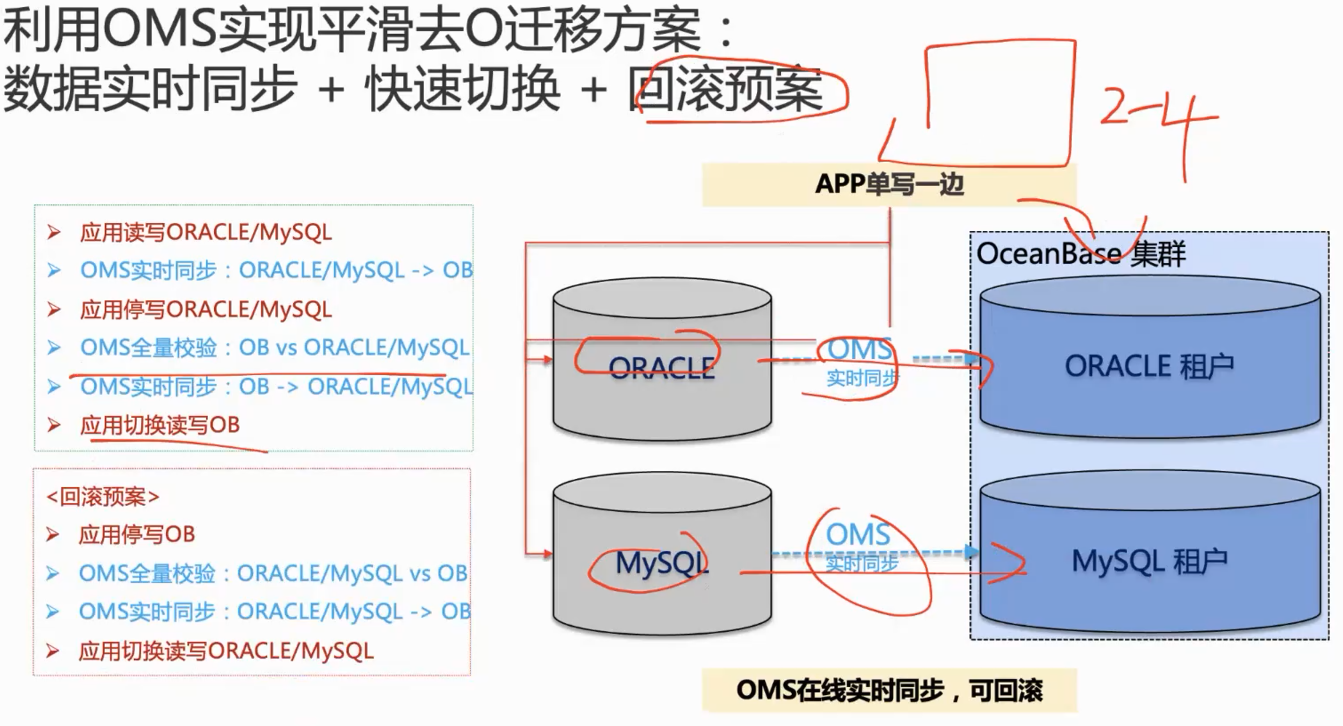 利用OMS实现平滑去O迁移方案：
数据实时同步 + 快速切换 + 回滚预案
2-4
APP单写一边
➢ 应用读写ORACLE/MySQL
➢ OMS实时同步：ORACLE/MySQL -> OB
➢ 应用停写ORACLE/MySQL
➢ OMS全量校验：OB vs ORACLE/MySQL
➢ OMS实时同步：OB -> ORACLE/MySQL
➢ 应用切换读写OB
<回滚预案>
➢ 应用停写OB
➢ OMS全量校验：ORACLE/MySQL vs OB
➢ OMS实时同步：ORACLE/MySQL -> OB
➢ 应用切换读写ORACLE/MySQL
OceanBase 集群
ORACLE
OMS
实时同步
ORACLE 租户
MySQL
OMS
实时同步
MySQL 租户
OMS在线实时同步，可回滚